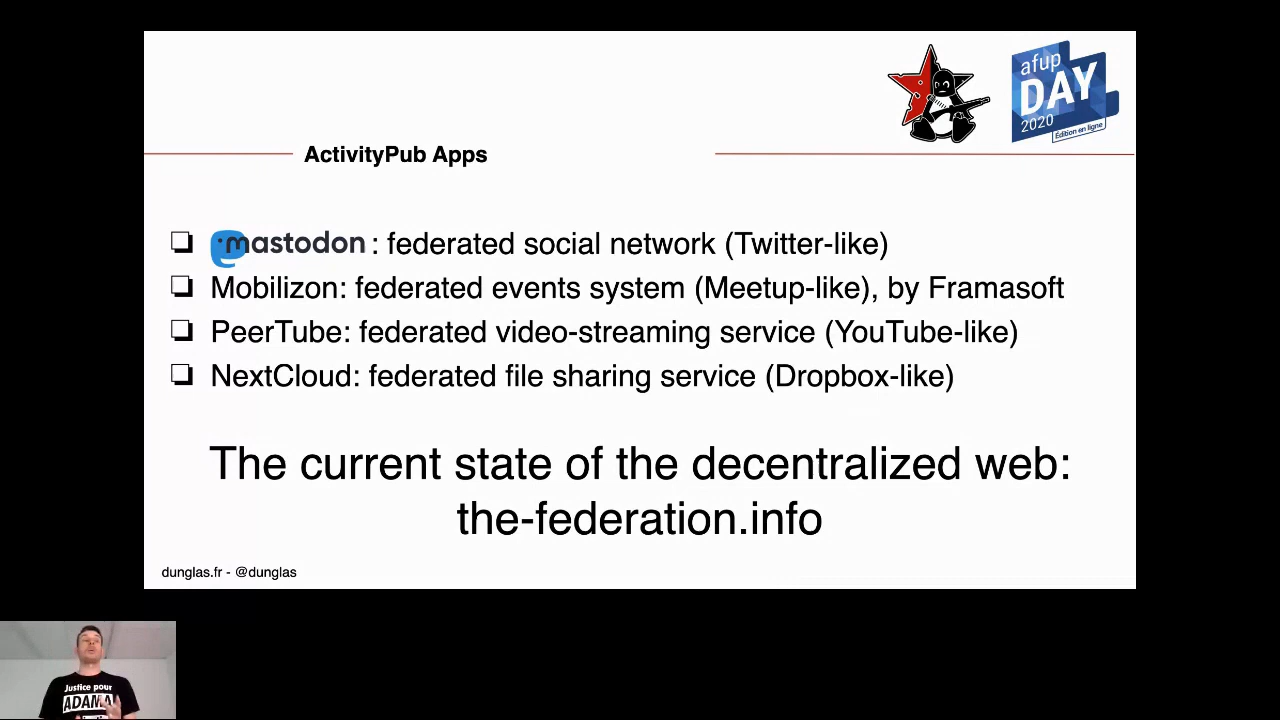 afup
DAY
2020
Édition en ligne
ActivityPub Apps
mastodon : federated social network (Twitter-like)
Mobilizon: federated events system (Meetup-like), by Framasoft
PeerTube: federated video-streaming service (YouTube-like)
NextCloud: federated file sharing service (Dropbox-like)
The current state of the decentralized web:
the-federation.info
dunglas.fr - @dunglas
Justice pour
ADAMA